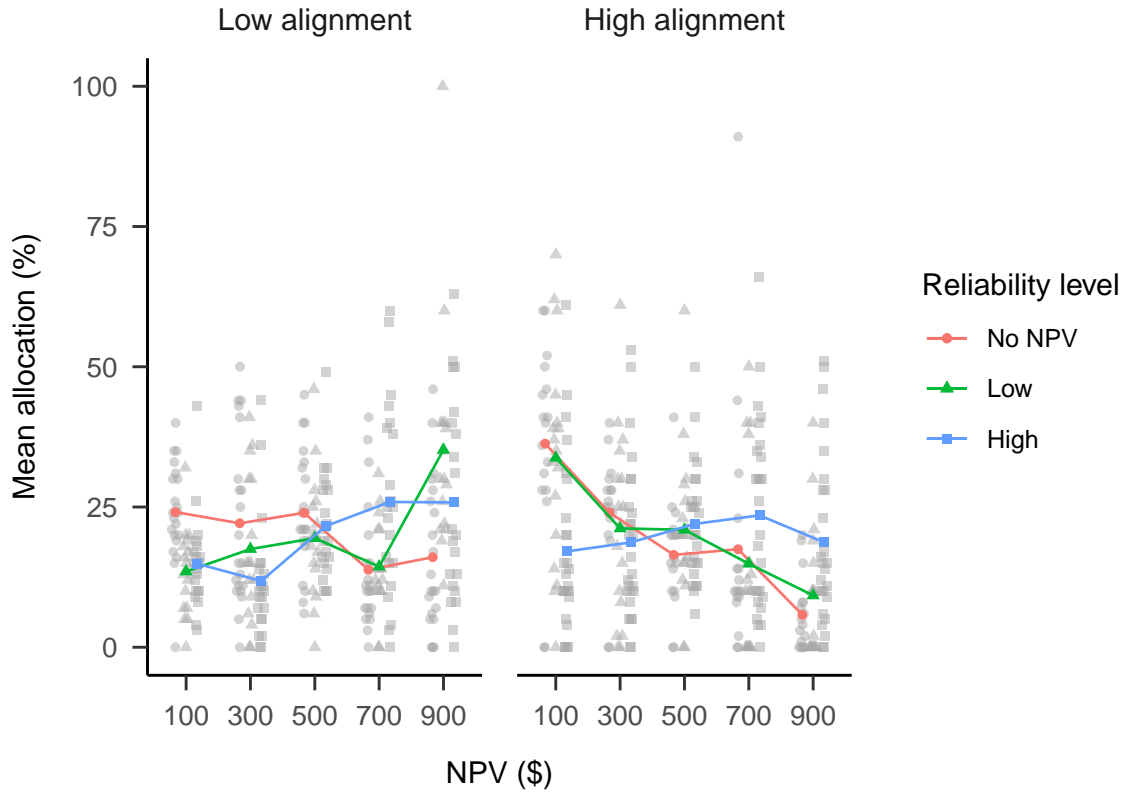 Low alignment
High alignment
Mean allocation (%)
100
75
50
25
0
100 300 500 700 900
100 300 500 700 900
NPV ($)
Reliability level
No NPV
Low
High